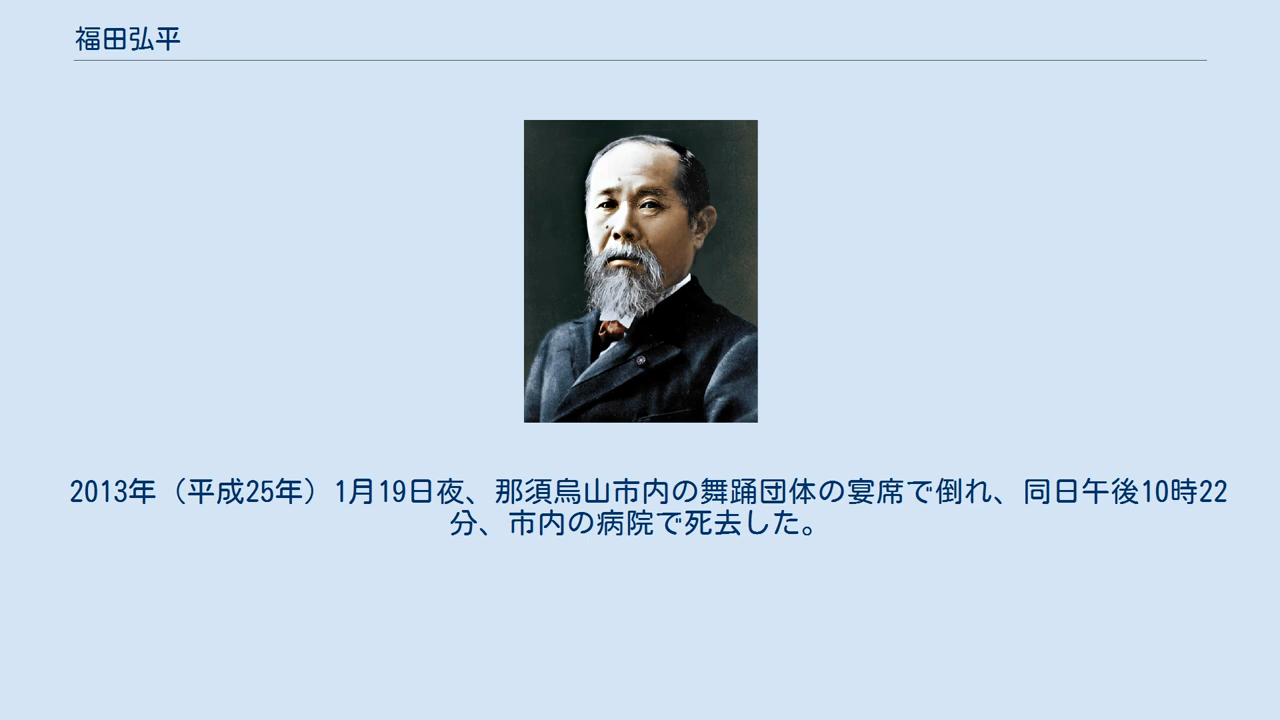 福田弘平
2013年（平成25年）1月19日夜、那須烏山市内の舞踊団体の宴席で倒れ、同日午後10時22
分、市内の病院で死去した。